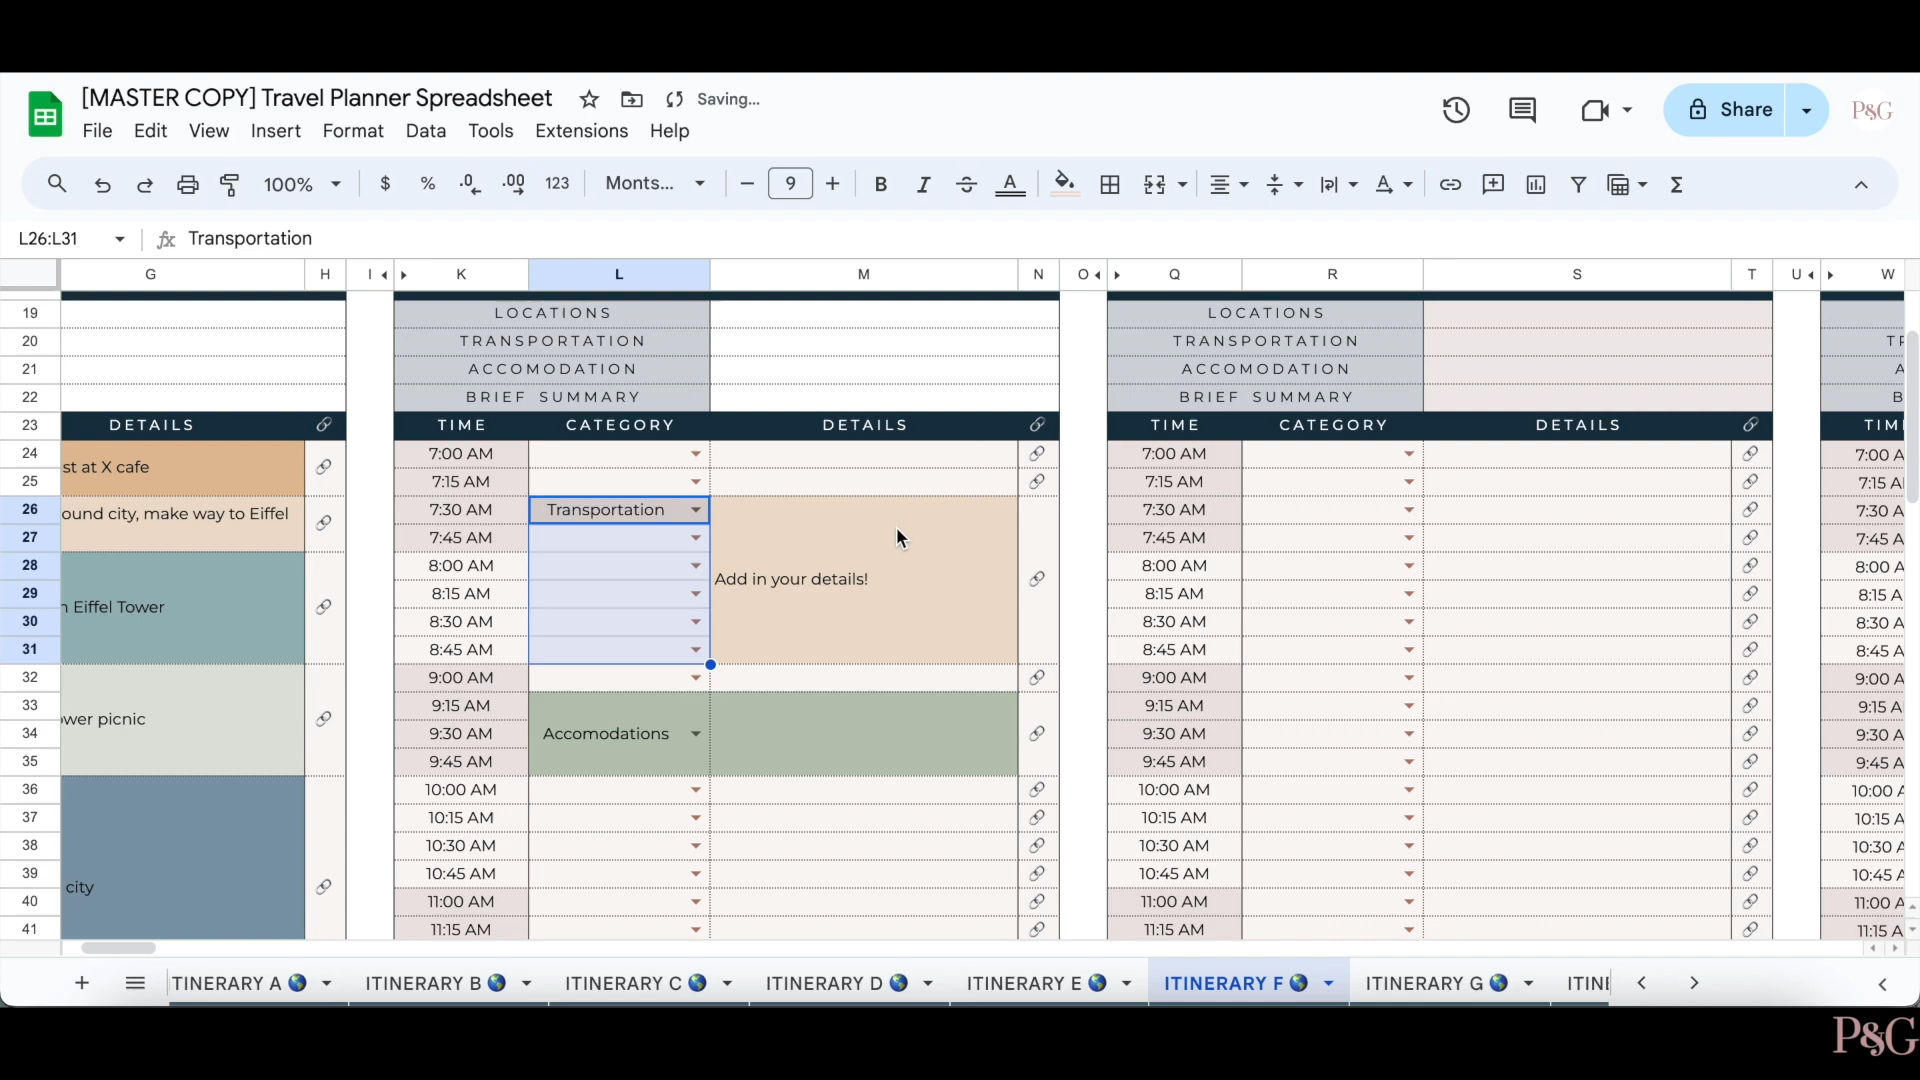 [MASTER COPY] Travel Planner Spreadsheet Saving...
File Edit View Insert Format Data Tools Extensions Help
Share
P&G
100% $ % .0 .00 123 Monts... 9 B I A
L26:L31 fx Transportation
G H I K L M N O Q R S T U W
19 LOCATIONS LOCATIONS
20 TRANSPORTATION TRANSPORTATION TR
21 ACCOMODATION ACCOMODATION A
22 BRIEF SUMMARY BRIEF SUMMARY B
23 DETAILS TIME CATEGORY DETAILS TIME CATEGORY DETAILS TIM
24 7:00 AM 7:00 AM 7:00 A
st at X cafe
25 7:15 AM 7:15 AM 7:15 A
26 ound city, make way to Eiffel 7:30 AM Transportation 7:30 AM 7:30 A
27 7:45 AM 7:45 AM 7:45 A
28 8:00 AM 8:00 AM 8:00 A
Add in your details!
29 n Eiffel Tower 8:15 AM 8:15 AM 8:15 A
30 8:30 AM 8:30 AM 8:30 A
31 8:45 AM 8:45 AM 8:45 A
32 9:00 AM 9:00 AM 9:00 A
33 ower picnic 9:15 AM 9:15 AM 9:15 A
34 9:30 AM Accomodations 9:30 AM 9:30 A
35 9:45 AM 9:45 AM 9:45 A
36 10:00 AM 10:00 AM 10:00 A
37 10:15 AM 10:15 AM 10:15 A
38 10:30 AM 10:30 AM 10:30 A
39 city 10:45 AM 10:45 AM 10:45 A
40 11:00 AM 11:00 AM 11:00 A
41 11:15 AM 11:15 AM 11:15 A
TINERARY A ITINERARY B ITINERARY C ITINERARY D ITINERARY E ITINERARY F ITINERARY G ITINE
P&G